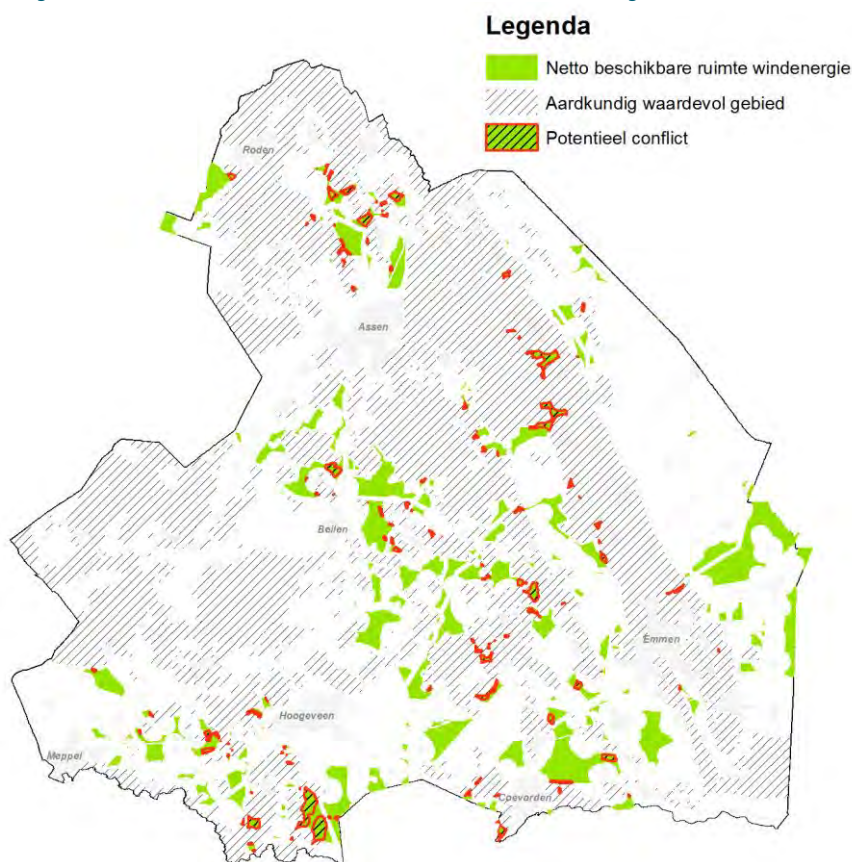 Legenda
Netto beschikbare ruimte windenergie
Aardkundig waardevol gebied
Potentieel conflict
Roden
Assen
Beilen
Emmen
Hoogeveen
Meppel
Coevorden